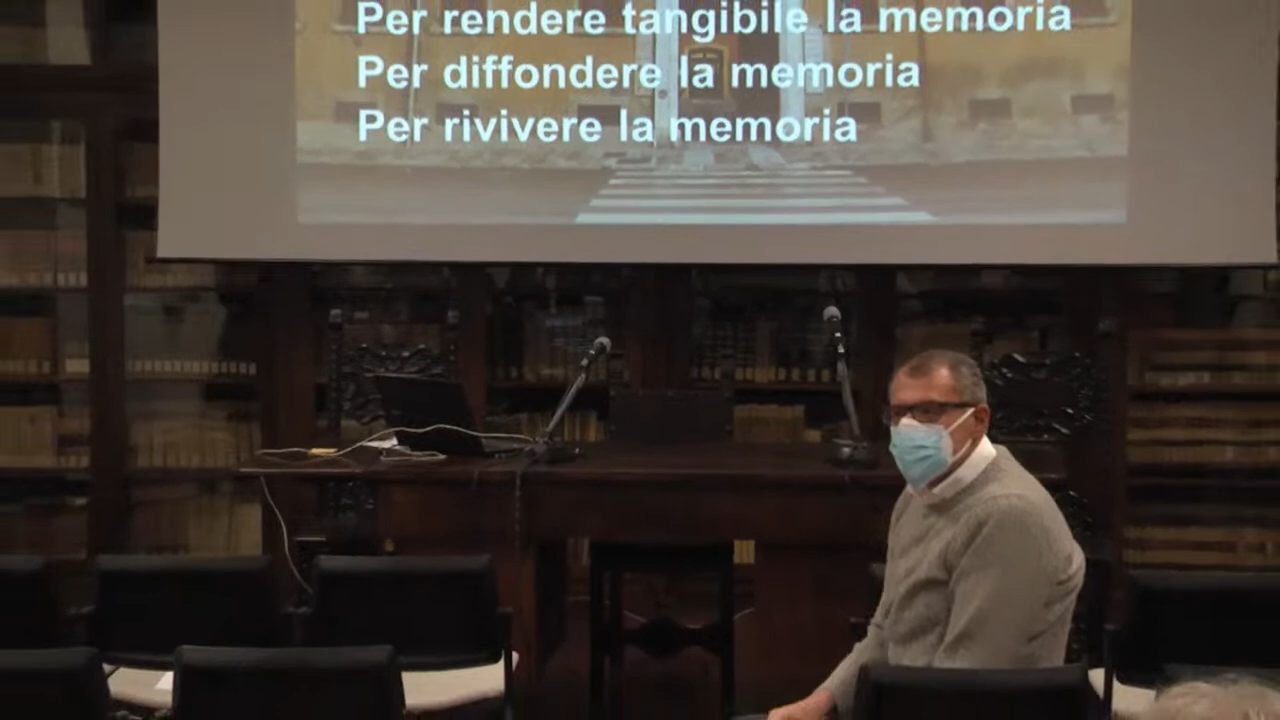 Per rendere tangibile la memoria
Per diffondere la memoria
Per rivivere la memoria